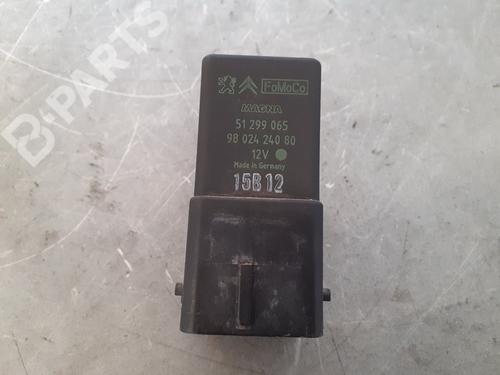 FoMoCo
MAGNA
51 299 065
98 024 240 80
12V
Made in Germany
15B12
B-PARTS